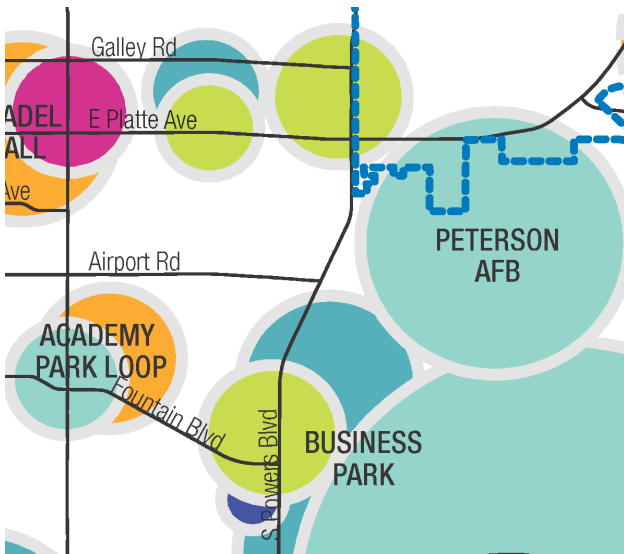 Galley Rd
ADEL
ALL
E Platte Ave
Ave
PETERSON
AFB
Airport Rd
ACADEMY
PARK LOOP
Fountain Blvd
S Powers Blvd
BUSINESS
PARK